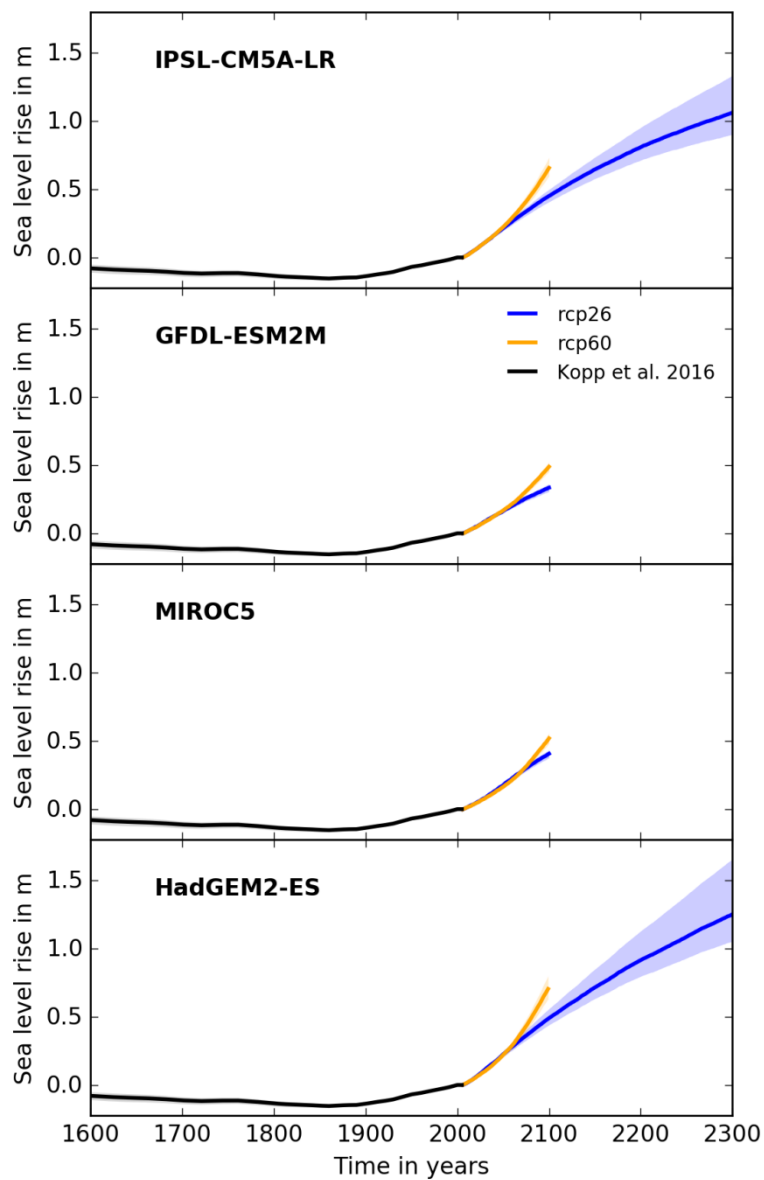 1.5
IPSL-CM5A-LR
1.0
0.5
0.0
Sea level rise in m
1.5
GFDL-ESM2M
rcp26
rcp60
Kopp et al. 2016
1.0
0.5
0.0
Sea level rise in m
1.5
MIROC5
1.0
0.5
0.0
Sea level rise in m
1.5
HadGEM2-ES
1.0
0.5
0.0
Sea level rise in m
1600 1700 1800 1900 2000 2100 2200 2300
Time in years